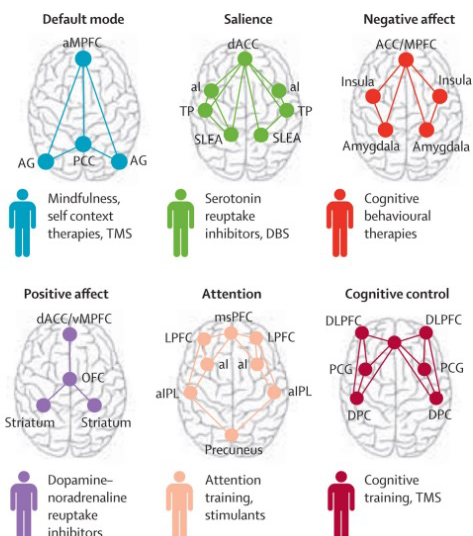 Default mode
aMPFC
AG
PCC
AG
Mindfulness,
self context
therapies, TMS
Salience
dACC
aI
aI
TP
TP
SLEA
SLEA
Serotonin
reuptake
inhibitors, DBS
Negative affect
ACC/MPFC
Insula
Insula
Amygdala
Amygdala
Cognitive
behavioural
therapies
Positive affect
dACC/vMPFC
OFC
Striatum
Striatum
Dopamine–
noradrenaline
reuptake
inhibitors
Attention
msPFC
LPFC
LPFC
aI
aI
aIPL
aIPL
Precuneus
Attention
training,
stimulants
Cognitive control
DLPFC
DLPFC
PCG
PCG
DPC
DPC
Cognitive
training, TMS